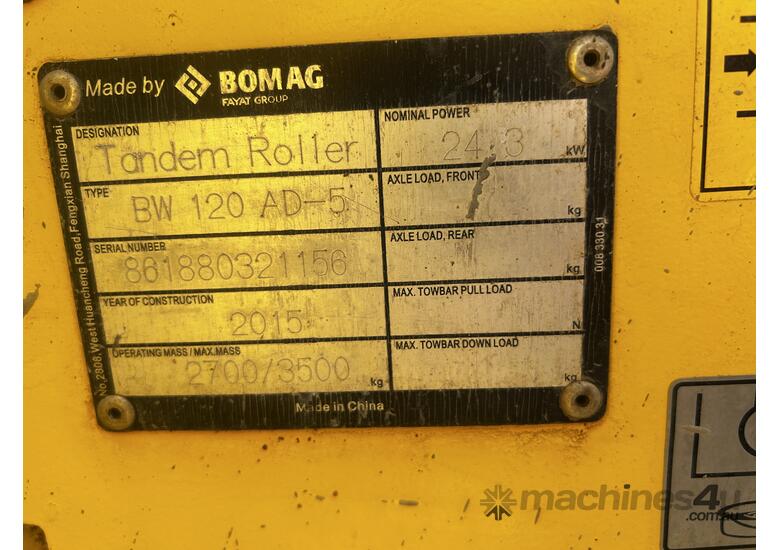 Made by BOMAG
FAYAT GROUP
DESIGNATION
Tandem Roller
NOMINAL POWER
24.3 kW
TYPE
BW 120 AD-5
AXLE LOAD, FRONT
kg
SERIAL NUMBER
861880321156
AXLE LOAD, REAR
kg
YEAR OF CONSTRUCTION
2015
MAX. TOWBAR PULL LOAD
N
OPERATING MASS / MAX.MASS
2700/3500 kg
MAX. TOWBAR DOWN LOAD
kg
Made in China
No.2808, West Huancheng Road, Fengxian Shanghai
008 330 31
machines4u
.com.au